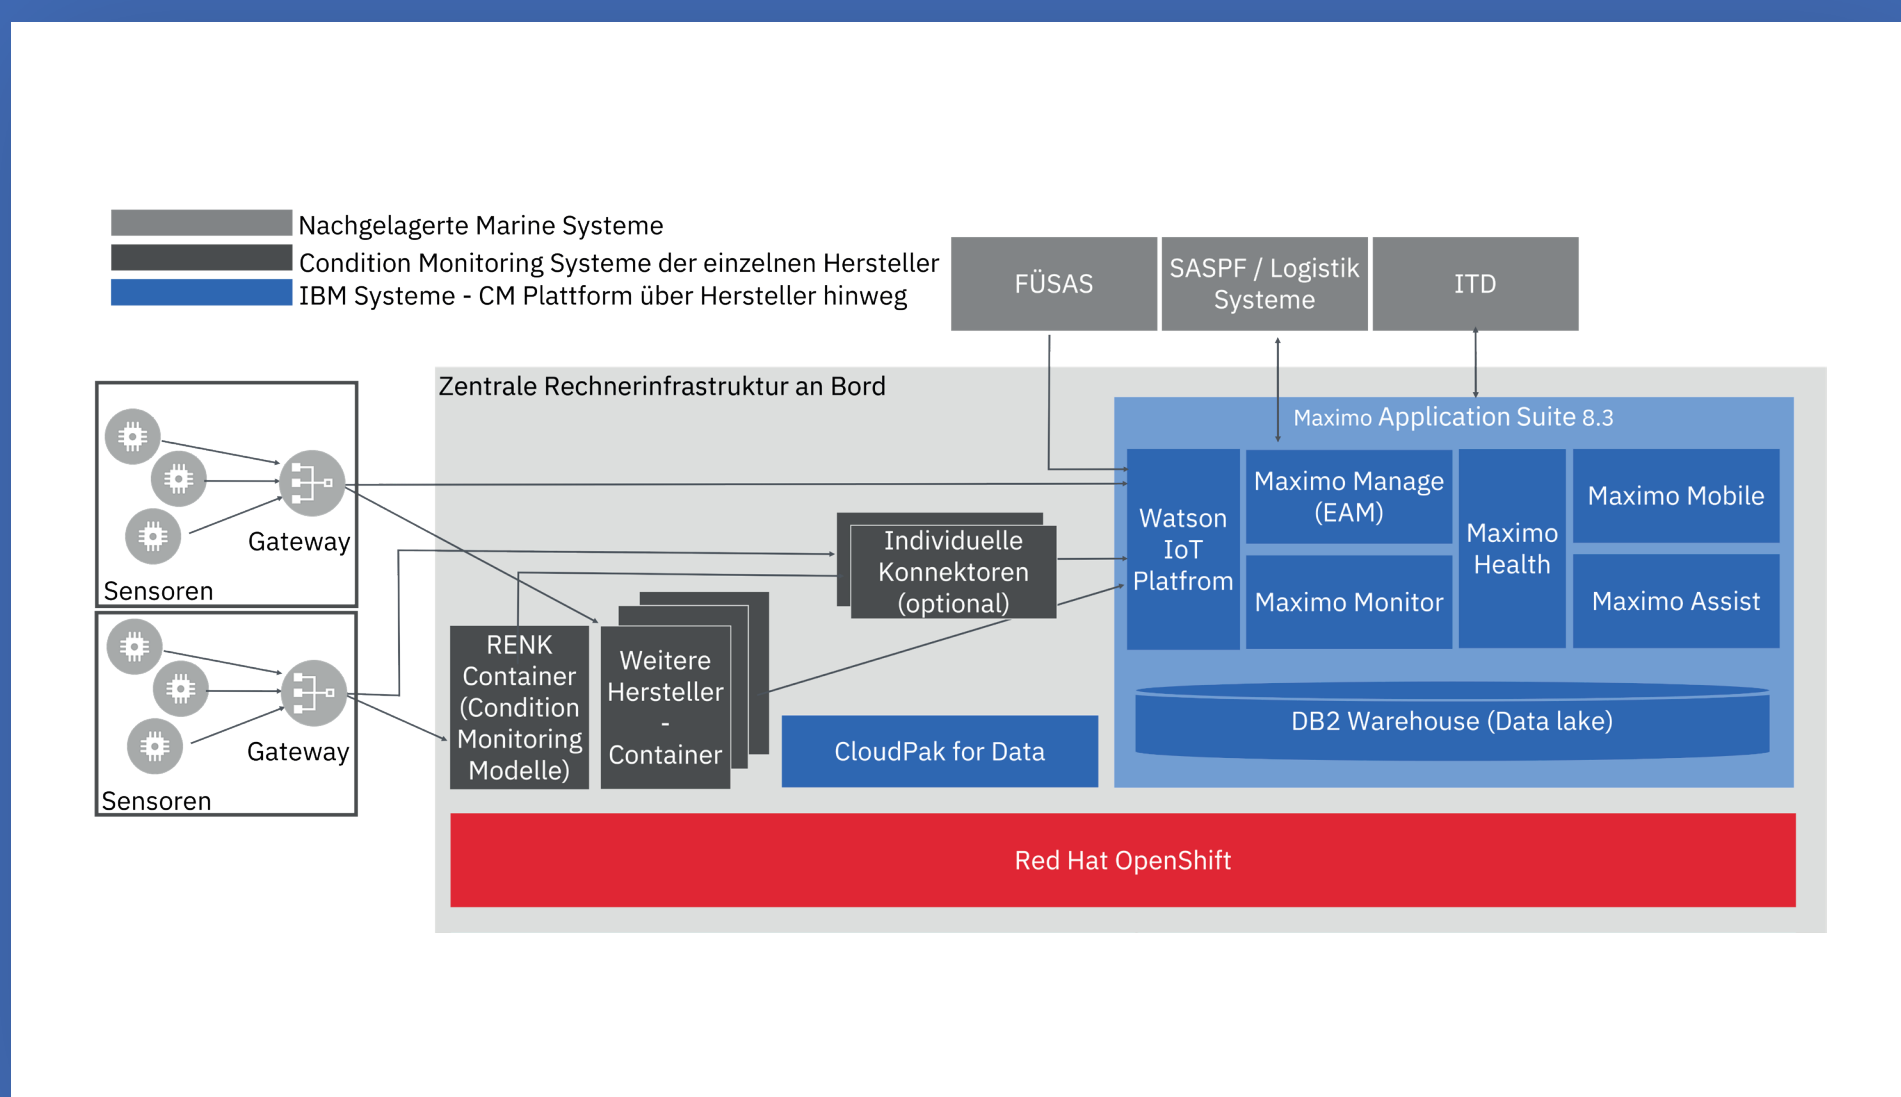 Nachgelagerte Marine Systeme
Condition Monitoring Systeme der einzelnen Hersteller
IBM Systeme - CM Plattform über Hersteller hinweg
FÜSAS
SASPF / Logistik
Systeme
ITD
Zentrale Rechnerinfrastruktur an Bord
Maximo Application Suite 8.3
Gateway
Sensoren
Gateway
Sensoren
RENK
Container
(Condition
Monitoring
Modelle)
Weitere
Hersteller
-
Container
Individuelle
Konnektoren
(optional)
CloudPak for Data
Watson
IoT
Platfrom
Maximo Manage
(EAM)
Maximo Monitor
Maximo
Health
Maximo Mobile
Maximo Assist
DB2 Warehouse (Data lake)
Red Hat OpenShift